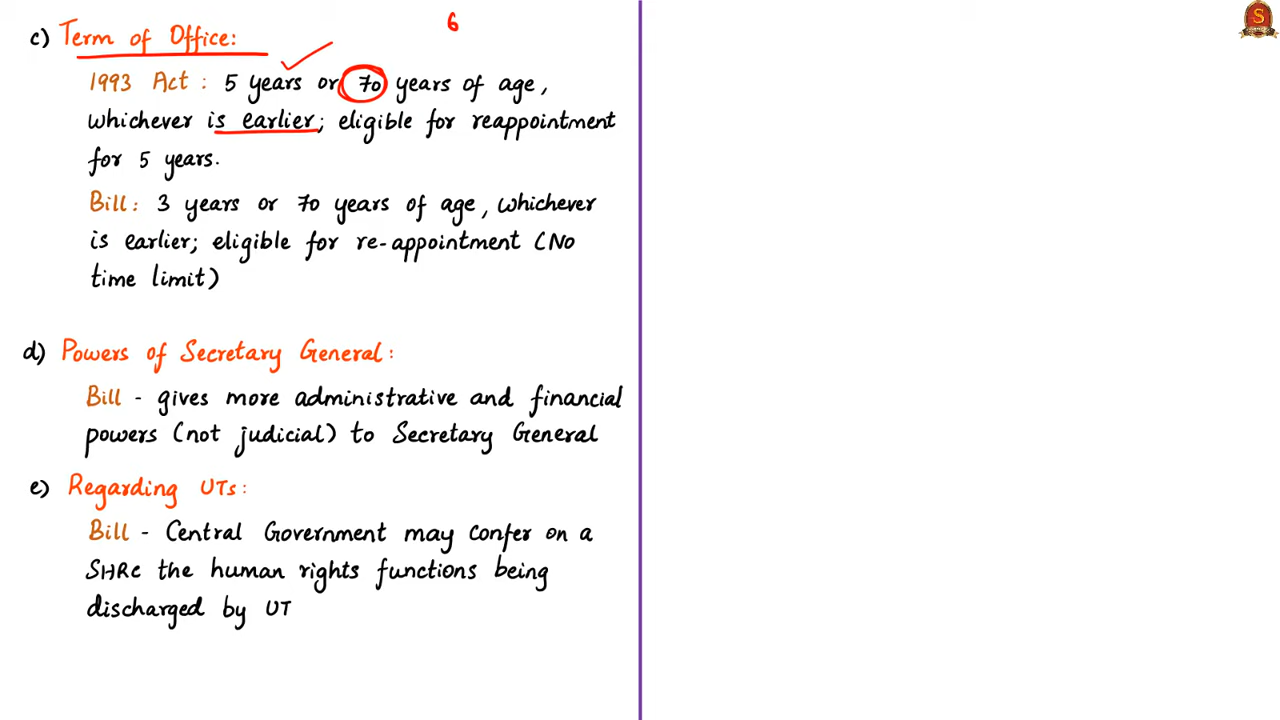 6
c) Term of Office:
1993 Act : 5 years or 70 years of age,
whichever is earlier; eligible for reappointment
for 5 years.
Bill: 3 years or 70 years of age, whichever
is earlier; eligible for re-appointment (No
time limit)
d) Powers of Secretary General:
Bill - gives more administrative and financial
powers (not judicial) to Secretary General
e) Regarding UTs:
Bill - Central Government may confer on a
SHRC the human rights functions being
discharged by UT
S